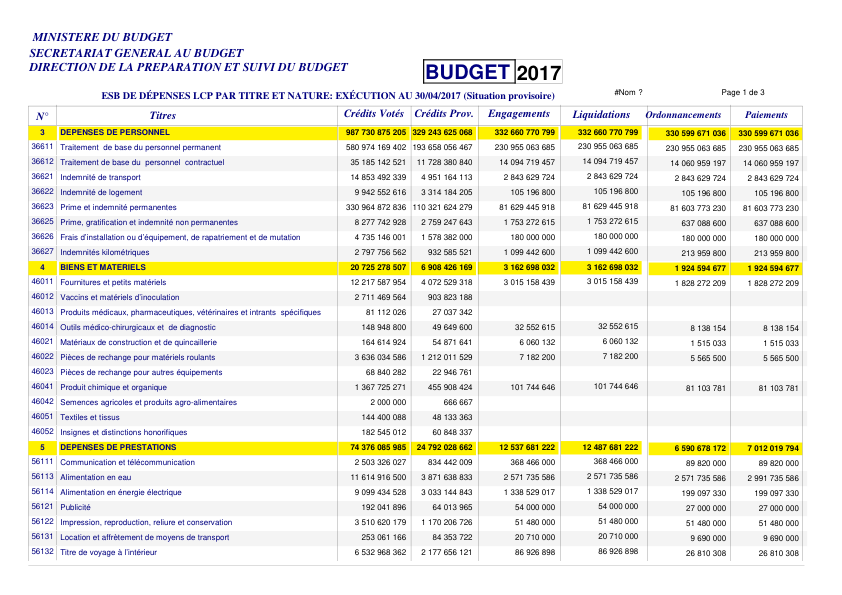 MINISTERE DU BUDGET
SECRETARIAT GENERAL AU BUDGET
DIRECTION DE LA PREPARATION ET SUIVI DU BUDGET
BUDGET 2017
ESB DE DÉPENSES LCP PAR TITRE ET NATURE: EXÉCUTION AU 30/04/2017 (Situation provisoire) #Nom ? Page 1 de 3
N° Titres Crédits Votés Crédits Prov. Engagements Liquidations Ordonnancements Paiements
3 DEPENSES DE PERSONNEL 987 730 875 205 329 243 625 068 332 660 770 799 332 660 770 799 330 599 671 036 330 599 671 036
36611 Traitement de base du personnel permanent 580 974 169 402 193 658 056 467 230 955 063 685 230 955 063 685 230 955 063 685 230 955 063 685
36612 Traitement de base du personnel contractuel 35 185 142 521 11 728 380 840 14 094 719 457 14 094 719 457 14 060 959 197 14 060 959 197
36621 Indemnité de transport 14 853 492 339 4 951 164 113 2 843 629 724 2 843 629 724 2 843 629 724 2 843 629 724
36622 Indemnité de logement 9 942 552 616 3 314 184 205 105 196 800 105 196 800 105 196 800 105 196 800
36623 Prime et indemnité permanentes 330 964 872 836 110 321 624 279 81 629 445 918 81 629 445 918 81 603 773 230 81 603 773 230
36625 Prime, gratification et indemnité non permanentes 8 277 742 928 2 759 247 643 1 753 272 615 1 753 272 615 637 088 600 637 088 600
36626 Frais d'installation ou d'équipement, de rapatriement et de mutation 4 735 146 001 1 578 382 000 180 000 000 180 000 000 180 000 000 180 000 000
36627 Indemnités kilométriques 2 797 756 562 932 585 521 1 099 442 600 1 099 442 600 213 959 800 213 959 800
4 BIENS ET MATERIELS 20 725 278 507 6 908 426 169 3 162 698 032 3 162 698 032 1 924 594 677 1 924 594 677
46011 Fournitures et petits matériels 12 217 587 954 4 072 529 318 3 015 158 439 3 015 158 439 1 828 272 209 1 828 272 209
46012 Vaccins et matériels d'inoculation 2 711 469 564 903 823 188
46013 Produits médicaux, pharmaceutiques, vétérinaires et intrants spécifiques 81 112 026 27 037 342
46014 Outils médico-chirurgicaux et de diagnostic 148 948 800 49 649 600 32 552 615 32 552 615 8 138 154 8 138 154
46021 Matériaux de construction et de quincaillerie 164 614 924 54 871 641 6 060 132 6 060 132 1 515 033 1 515 033
46022 Pièces de rechange pour matériels roulants 3 636 034 586 1 212 011 529 7 182 200 7 182 200 5 565 500 5 565 500
46023 Pièces de rechange pour autres équipements 68 840 282 22 946 761
46041 Produit chimique et organique 1 367 725 271 455 908 424 101 744 646 101 744 646 81 103 781 81 103 781
46042 Semences agricoles et produits agro-alimentaires 2 000 000 666 667
46051 Textiles et tissus 144 400 088 48 133 363
46052 Insignes et distinctions honorifiques 182 545 012 60 848 337
5 DEPENSES DE PRESTATIONS 74 376 085 985 24 792 028 662 12 537 681 222 12 487 681 222 6 590 678 172 7 012 019 794
56111 Communication et télécommunication 2 503 326 027 834 442 009 368 466 000 368 466 000 89 820 000 89 820 000
56113 Alimentation en eau 11 614 916 500 3 871 638 833 2 571 735 586 2 571 735 586 2 571 735 586 2 991 735 586
56114 Alimentation en énergie électrique 9 099 434 528 3 033 144 843 1 338 529 017 1 338 529 017 199 097 330 199 097 330
56121 Publicité 192 041 896 64 013 965 54 000 000 54 000 000 27 000 000 27 000 000
56122 Impression, reproduction, reliure et conservation 3 510 620 179 1 170 206 726 51 480 000 51 480 000 51 480 000 51 480 000
56131 Location et affrètement de moyens de transport 253 061 166 84 353 722 20 710 000 20 710 000 9 690 000 9 690 000
56132 Titre de voyage à l'intérieur 6 532 968 362 2 177 656 121 86 926 898 86 926 898 26 810 308 26 810 308